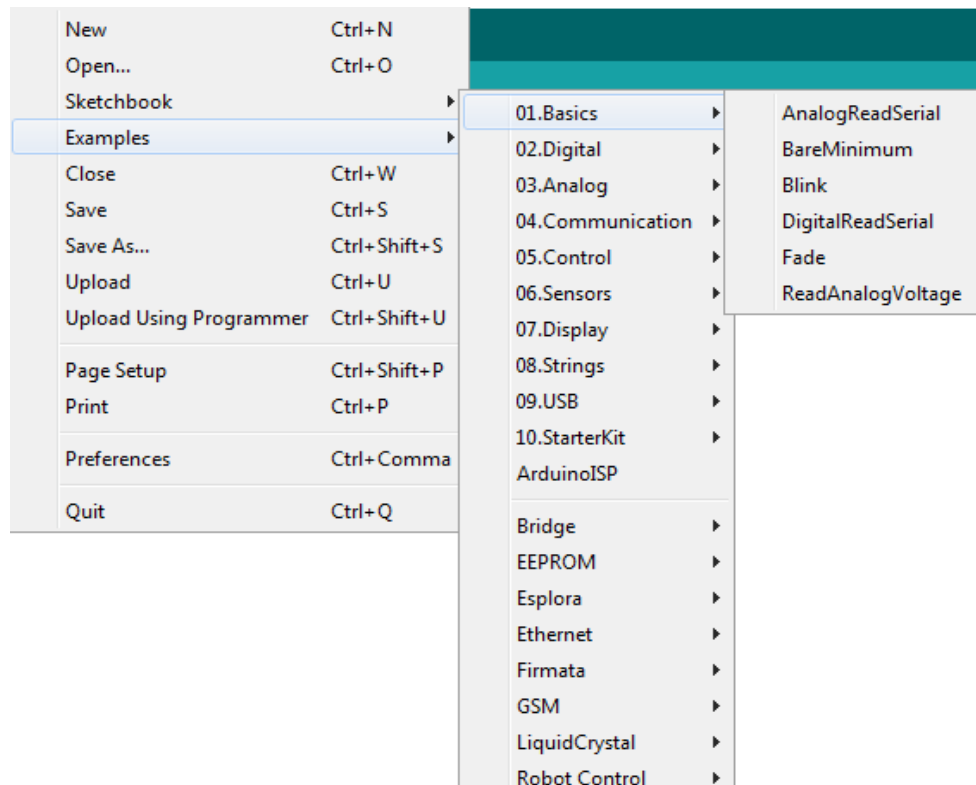 New Ctrl+N
Open... Ctrl+O
Sketchbook
Examples
Close Ctrl+W
Save Ctrl+S
Save As... Ctrl+Shift+S
Upload Ctrl+U
Upload Using Programmer Ctrl+Shift+U
Page Setup Ctrl+Shift+P
Print Ctrl+P
Preferences Ctrl+Comma
Quit Ctrl+Q
01.Basics
02.Digital
03.Analog
04.Communication
05.Control
06.Sensors
07.Display
08.Strings
09.USB
10.StarterKit
ArduinoISP
Bridge
EEPROM
Esplora
Ethernet
Firmata
GSM
LiquidCrystal
Robot Control
AnalogReadSerial
BareMinimum
Blink
DigitalReadSerial
Fade
ReadAnalogVoltage